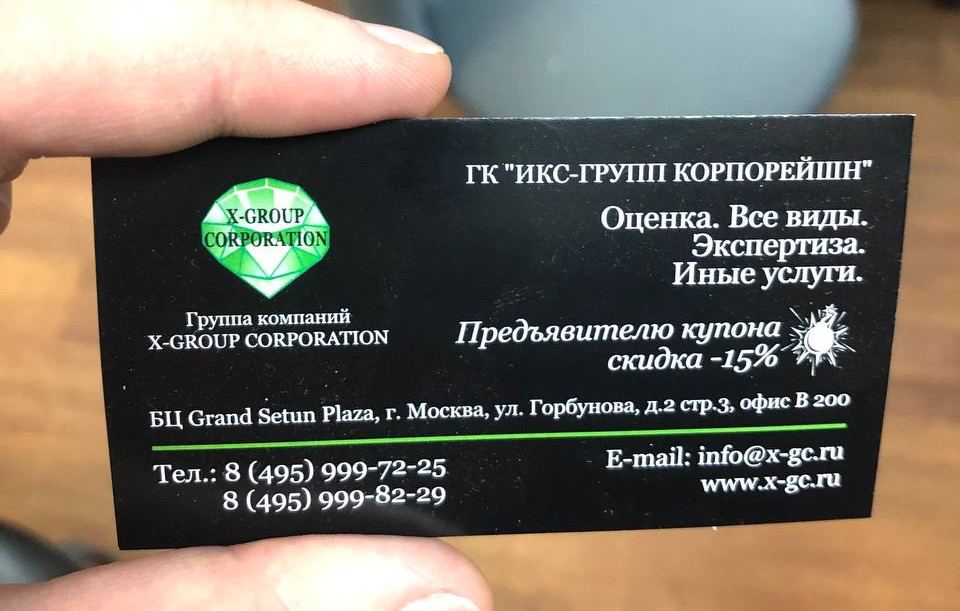 X-GROUP
CORPORATION
Группа компаний
X-GROUP CORPORATION
ГК "ИКС-ГРУПП КОРПОРЕЙШН"
Оценка. Все виды.
Экспертиза.
Иные услуги.
Предъявителю купона
скидка -15%
БЦ Grand Setun Plaza, г. Москва, ул. Горбунова, д.2 стр.3, офис В 200
Тел.: 8 (495) 999-72-25
8 (495) 999-82-29
E-mail: info@x-gc.ru
www.x-gc.ru